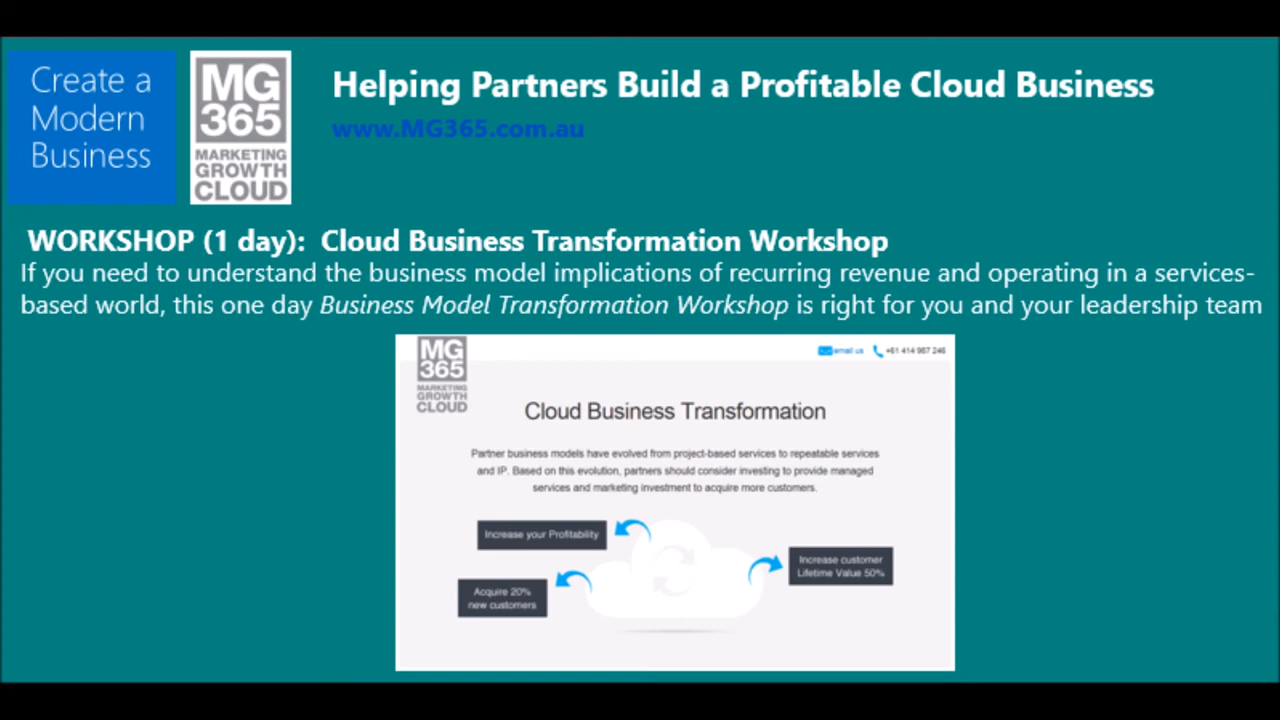 Create a
Modern
Business
MG
365
MARKETING
GROWTH
CLOUD
Helping Partners Build a Profitable Cloud Business
www.MG365.com.au
WORKSHOP (1 day):  Cloud Business Transformation Workshop
If you need to understand the business model implications of recurring revenue and operating in a services-
based world, this one day Business Model Transformation Workshop is right for you and your leadership team
MG
365
MARKETING
GROWTH
CLOUD
email us
+61 414 967 246
Cloud Business Transformation
Partner business models have evolved from project-based services to repeatable services
and IP. Based on this evolution, partners should consider investing to provide managed
services and marketing investment to acquire more customers.
Increase your Profitability
Increase customer
Lifetime Value 50%
Acquire 20%
new customers